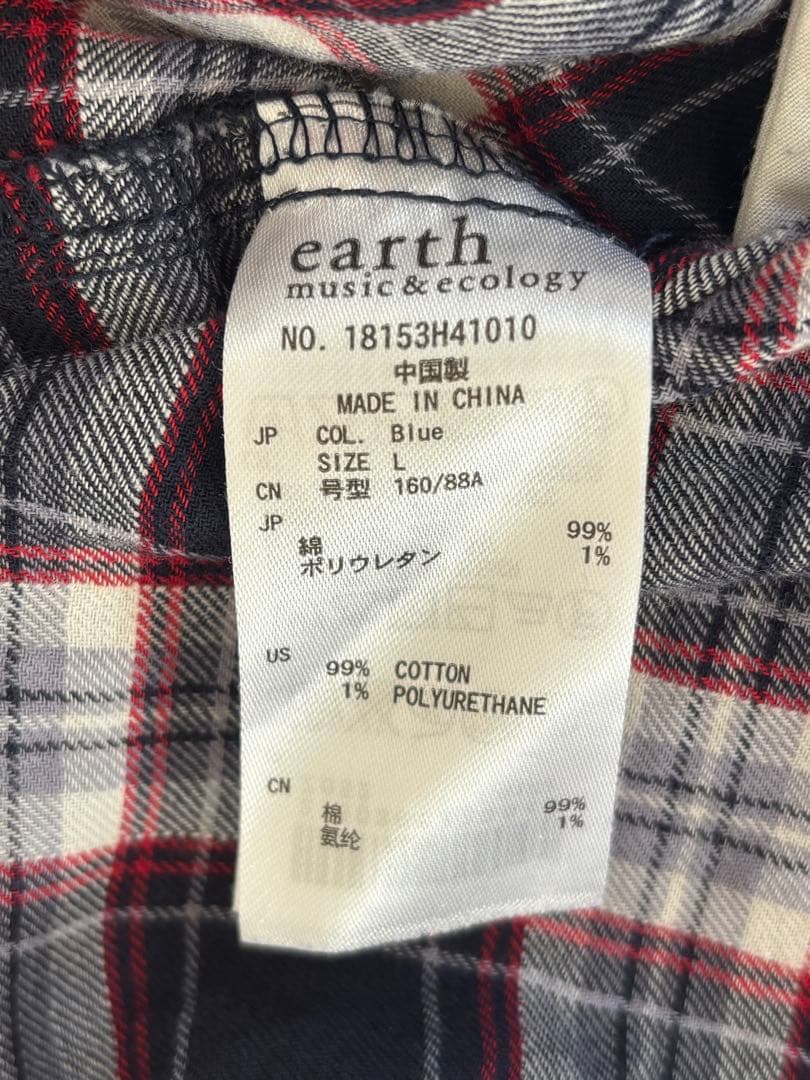 earth
music&ecology
NO. 18153H41010
中国製
MADE IN CHINA
JP COL. Blue
SIZE L
CN 号型 160/88A
JP
綿 99%
ポリウレタン 1%
US 99% COTTON
1% POLYURETHANE
CN
棉 99%
氨纶 1%